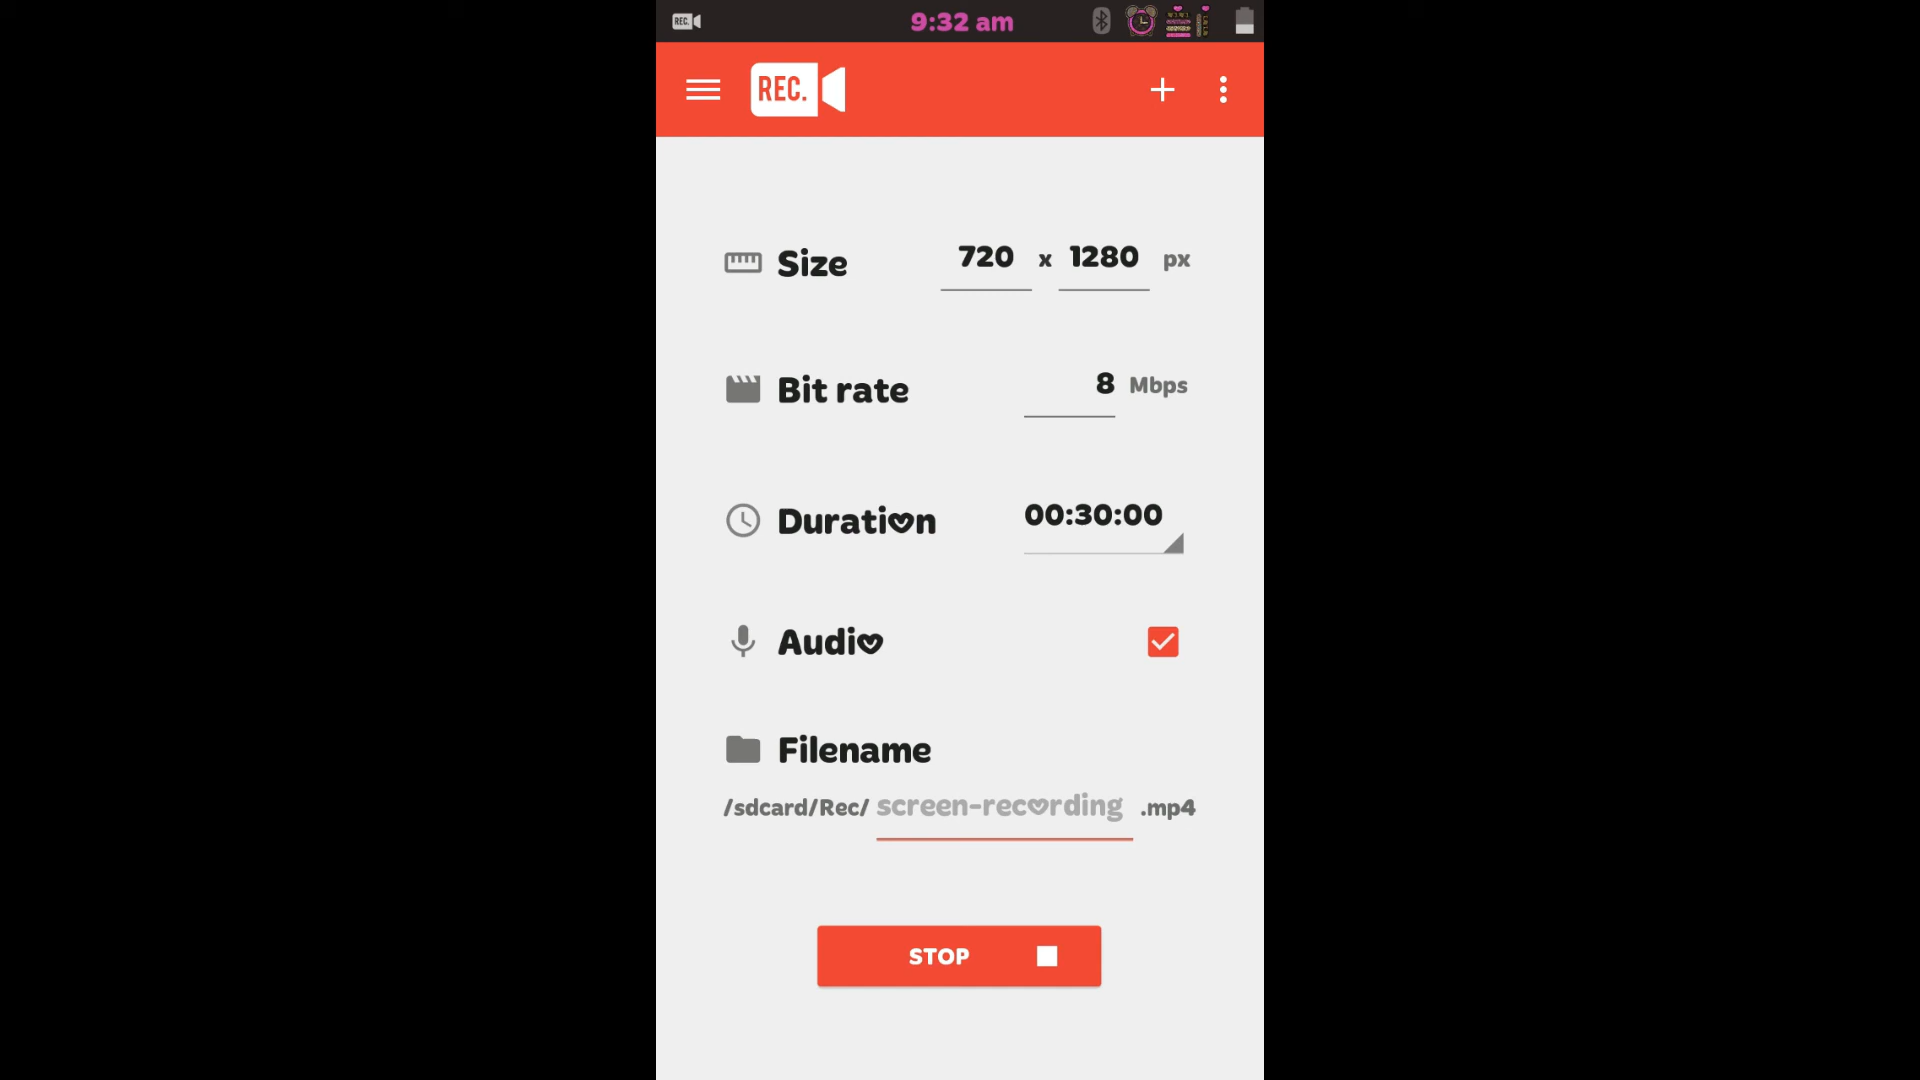 REC. 9:32 am
REC.
Size 720 x 1280 px
Bit rate 8 Mbps
Duration 00:30:00
Audio
Filename
/sdcard/Rec/ screen-recording .mp4
STOP